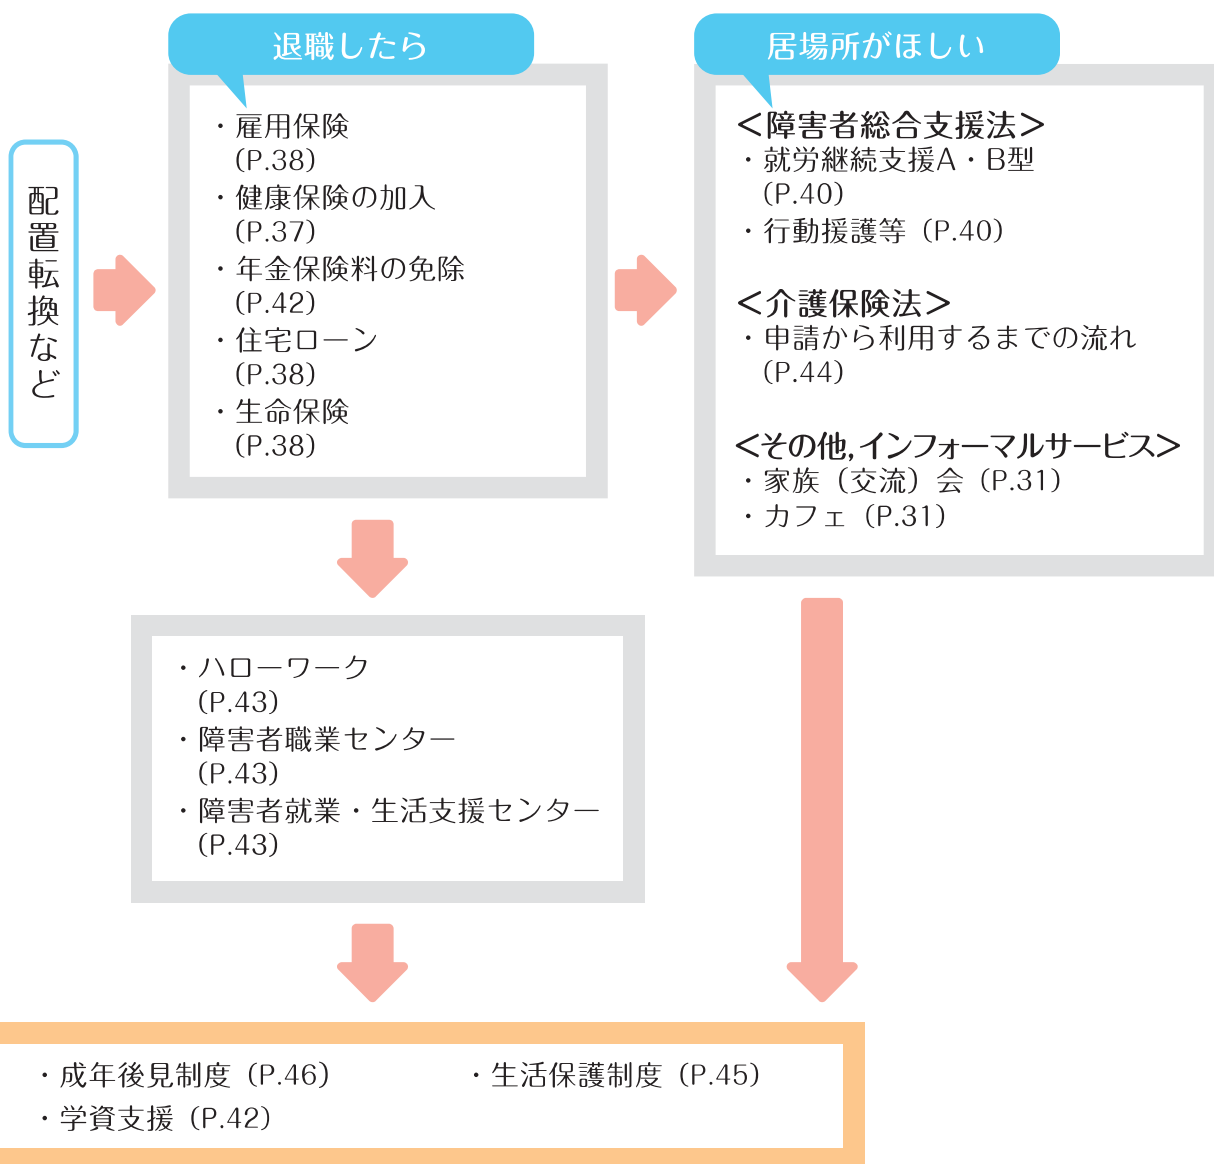 配置転換など
退職したら
・雇用保険
(P.38)
・健康保険の加入
(P.37)
・年金保険料の免除
(P.42)
・住宅ローン
(P.38)
・生命保険
(P.38)
居場所がほしい
＜障害者総合支援法＞
・就労継続支援A・B型
(P.40)
・行動援護等（P.40）
＜介護保険法＞
・申請から利用するまでの流れ
(P.44)
＜その他,インフォーマルサービス＞
・家族（交流）会（P.31）
・カフェ（P.31）
・ハローワーク
(P.43)
・障害者職業センター
(P.43)
・障害者就業・生活支援センター
(P.43)
・成年後見制度（P.46）
・生活保護制度（P.45）
・学資支援（P.42）